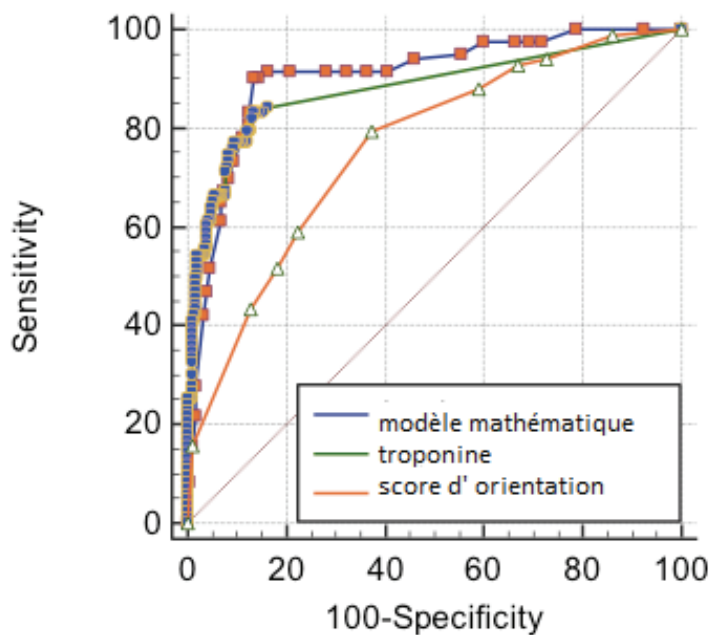 100
80
60
40
20
0
Sensitivity
modèle mathématique
troponine
score d' orientation
0 20 40 60 80 100
100-Specificity